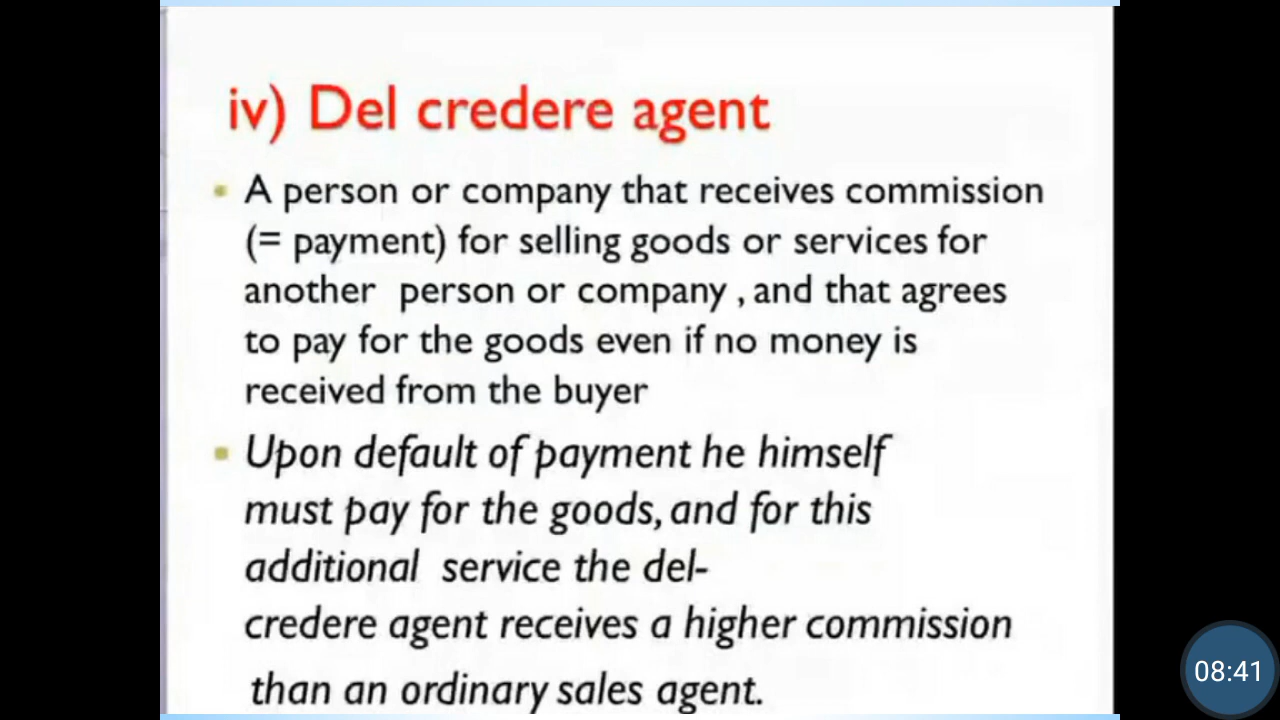 iv) Del credere agent
A person or company that receives commission
(= payment) for selling goods or services for
another person or company , and that agrees
to pay for the goods even if no money is
received from the buyer
Upon default of payment he himself
must pay for the goods, and for this
additional service the del-
credere agent receives a higher commission
than an ordinary sales agent.
08:41